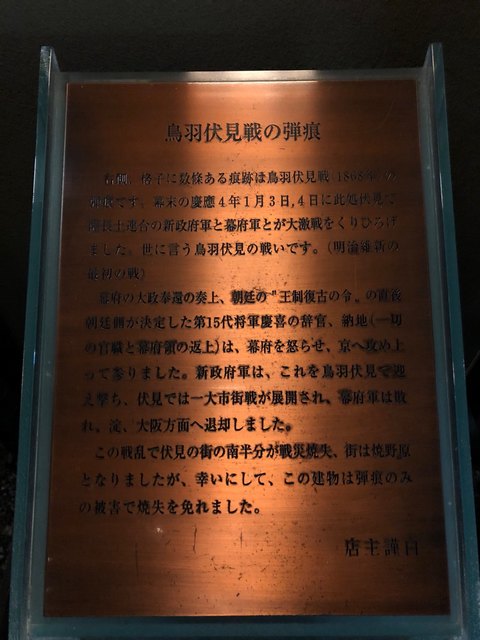 鳥羽伏見戦の弾痕
右側、格子に数条ある痕跡は鳥羽伏見戦(1868年)の
弾痕です。幕末の慶應4年1月3日,4日に此処伏見で
薩長土連合の新政府軍と幕府軍とが大激戦をくりひろげ
ました。世に言う鳥羽伏見の戦いです。(明治維新の
最初の戦)
幕府の大政奉還の奏上、朝廷の〝王制復古の令〟の直後
朝廷側が決定した第15代将軍慶喜の辞官、納地(一切
の官職と幕府領の返上)は、幕府を怒らせ、京へ攻め上
って参りました。新政府軍は、これを鳥羽伏見で迎
え撃ち、伏見では一大市街戦が展開され、幕府軍は敗
れ、淀、大阪方面へ退却しました。
この戦乱で伏見の街の南半分が戦災焼失、街は焼野原
となりましたが、幸いにして、この建物は弾痕のみ
の被害で焼失を免れました。
店主謹白